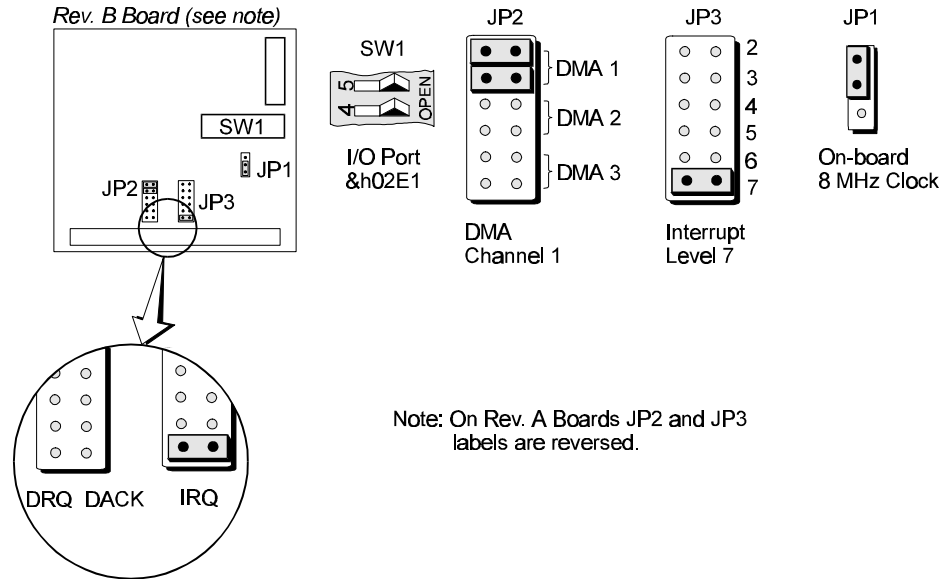 Rev. B Board (see note)
SW1
JP1
JP2
JP3
SW1
5
4
OPEN
I/O Port
&h02E1
JP2
DMA 1
DMA 2
DMA 3
DMA
Channel 1
JP3
2
3
4
5
6
7
Interrupt
Level 7
JP1
On-board
8 MHz Clock
DRQ DACK IRQ
Note: On Rev. A Boards JP2 and JP3
labels are reversed.